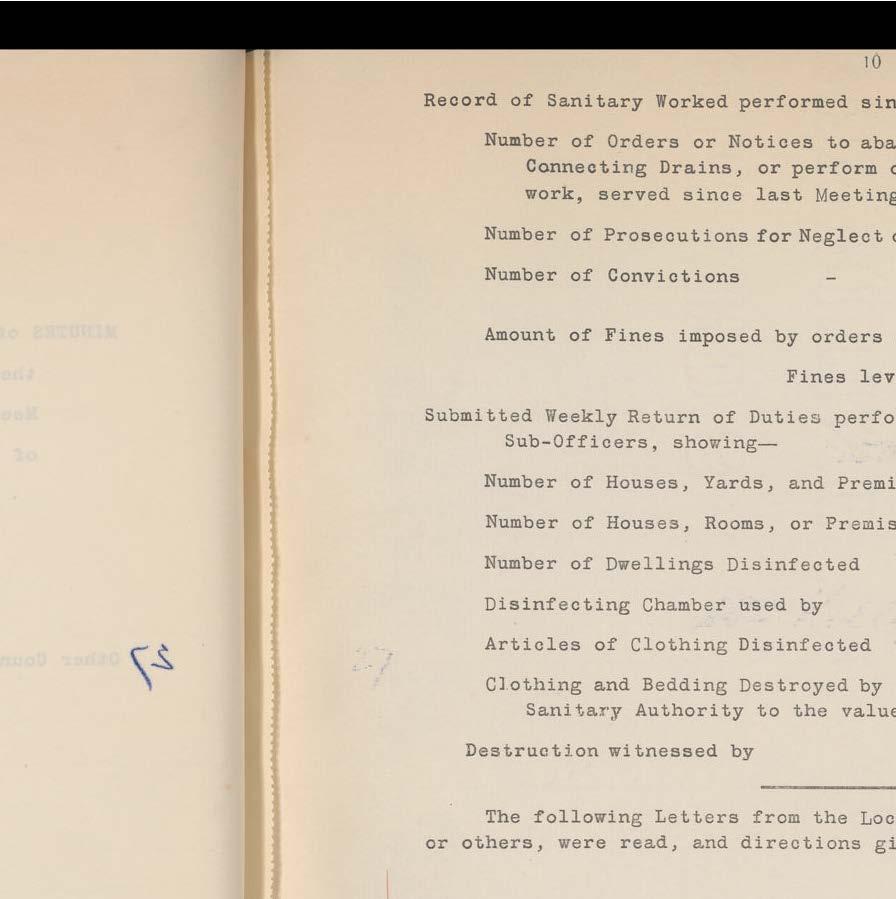 10
Record of Sanitary Worked performed sin
Number of Orders or Notices to aba
Connecting Drains, or perform
work, served since last Meeting
Number of Prosecutions for Neglect
Number of Convictions -
Amount of Fines imposed by orders
Fines lev
Submitted Weekly Return of Duties perfo
Sub-Officers, showing—
Number of Houses, Yards, and Premi
Number of Houses, Rooms, or Premis
Number of Dwellings Disinfected
Disinfecting Chamber used by
Articles of Clothing Disinfected
Clothing and Bedding Destroyed by
Sanitary Authority to the value
Destruction witnessed by
The following Letters from the Loc
or others, were read, and directions gi